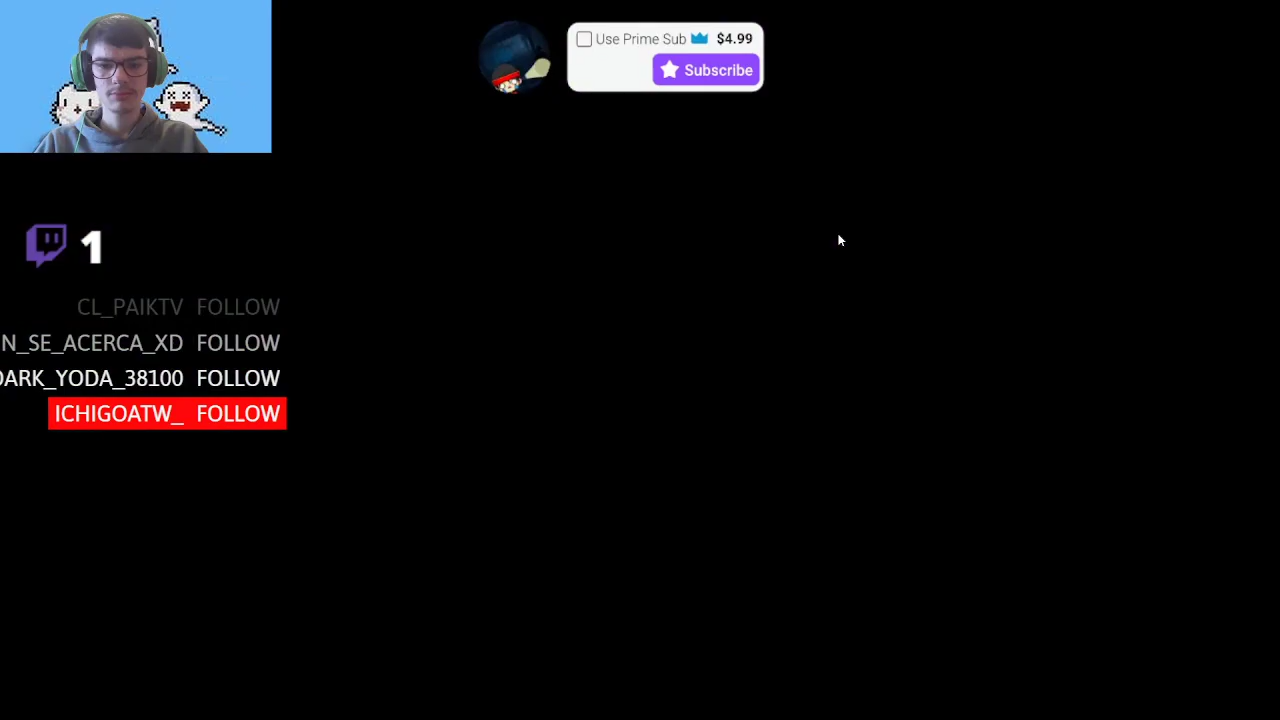 Use Prime Sub $4.99
Subscribe
1
CL_PAIKTV FOLLOW
N_SE_ACERCA_XD FOLLOW
DARK_YODA_38100 FOLLOW
ICHIGOATW_ FOLLOW